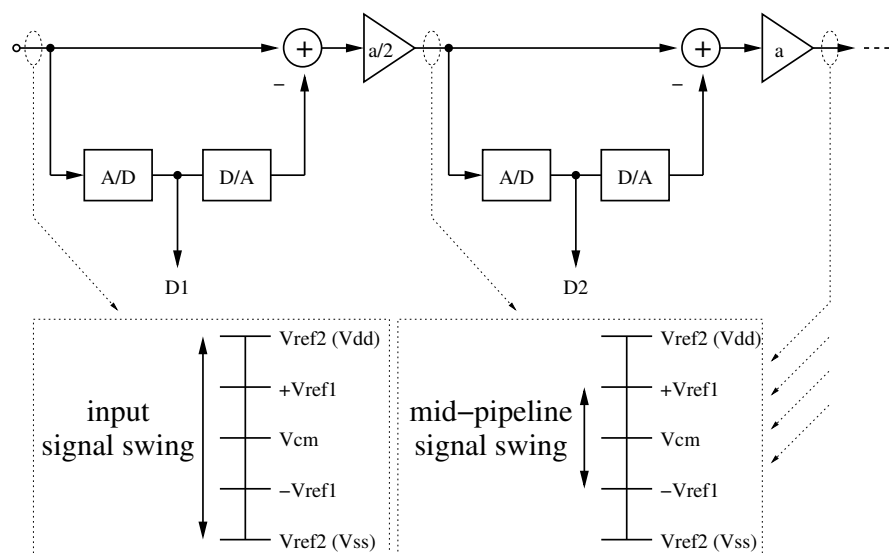 +
−
a/2
+
−
a
A/D
D/A
A/D
D/A
D1
D2
input
signal swing
Vref2 (Vdd)
+Vref1
Vcm
−Vref1
Vref2 (Vss)
mid−pipeline
signal swing
Vref2 (Vdd)
+Vref1
Vcm
−Vref1
Vref2 (Vss)